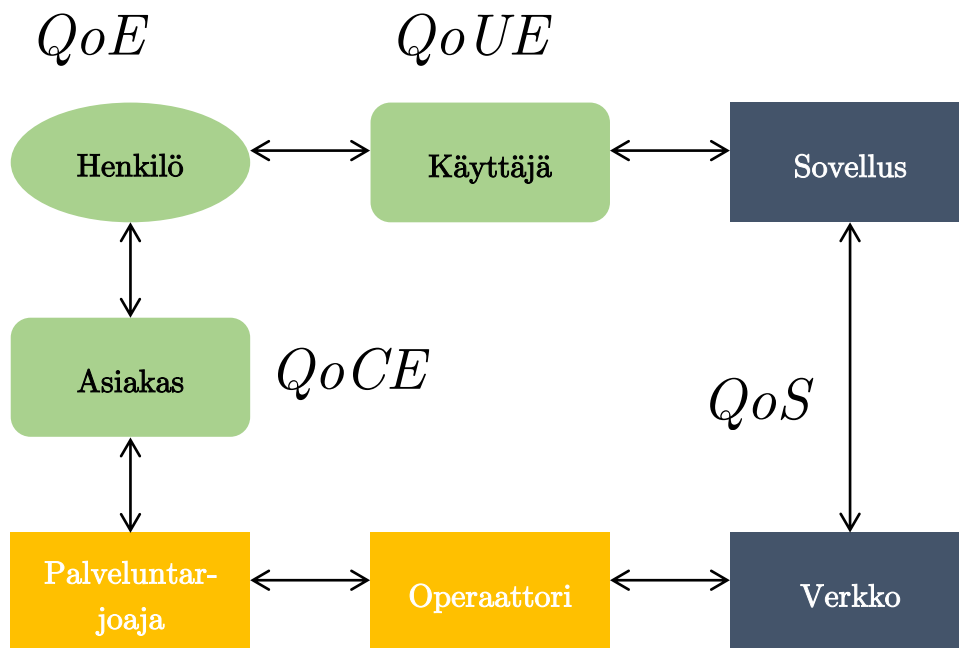 QoE
QoUE
Henkilö
Käyttäjä
Sovellus
Asiakas
QoCE
QoS
Palveluntar-
joaja
Operaattori
Verkko